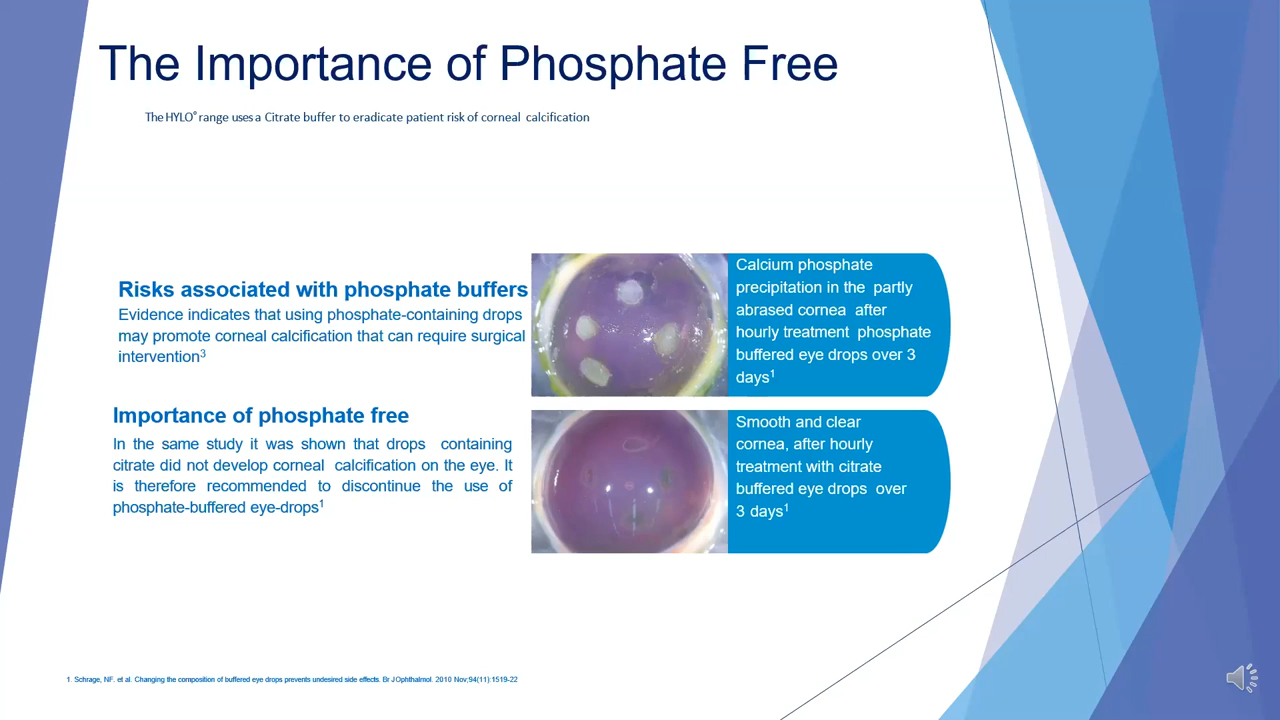 The Importance of Phosphate Free
The HYLO® range uses a Citrate buffer to eradicate patient risk of corneal calcification
Risks associated with phosphate buffers
Evidence indicates that using phosphate-containing drops
may promote corneal calcification that can require surgical
intervention³
Importance of phosphate free
In the same study it was shown that drops containing
citrate did not develop corneal calcification on the eye. It
is therefore recommended to discontinue the use of
phosphate-buffered eye-drops¹
Calcium phosphate
precipitation in the partly
abrased cornea after
hourly treatment phosphate
buffered eye drops over 3
days¹
Smooth and clear
cornea, after hourly
treatment with citrate
buffered eye drops over
3 days¹
1. Schrage, NF. et al. Changing the composition of buffered eye drops prevents undesired side effects. Br JOphthalmol. 2010 Nov;94(11):1519-22